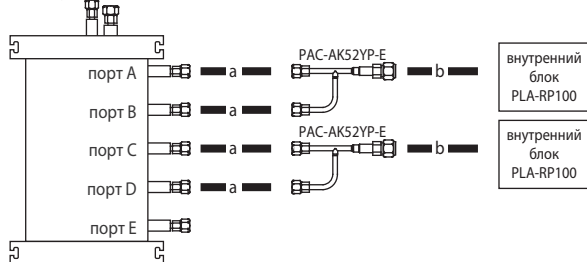 PAC-AK52YP-E
порт A
a
b
внутренний
блок
PLA-RP100
порт B
a
PAC-AK52YP-E
порт C
a
b
внутренний
блок
PLA-RP100
порт D
a
порт E